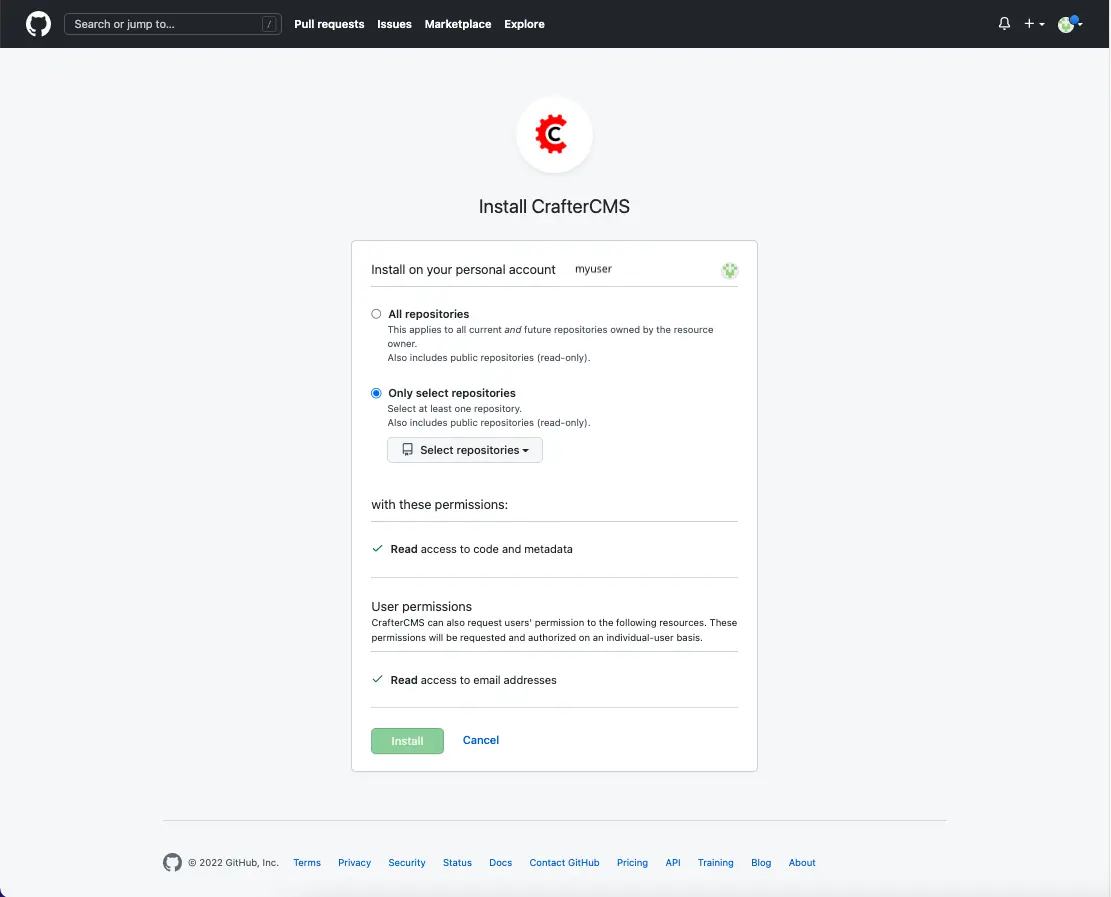 Search or jump to... / Pull requests Issues Marketplace Explore
C
Install CrafterCMS
Install on your personal account myuser
All repositories
This applies to all current and future repositories owned by the resource
owner.
Also includes public repositories (read-only).
Only select repositories
Select at least one repository.
Also includes public repositories (read-only).
Select repositories
with these permissions:
Read access to code and metadata
User permissions
CrafterCMS can also request users' permission to the following resources. These
permissions will be requested and authorized on an individual-user basis.
Read access to email addresses
Install Cancel
© 2022 GitHub, Inc. Terms Privacy Security Status Docs Contact GitHub Pricing API Training Blog About